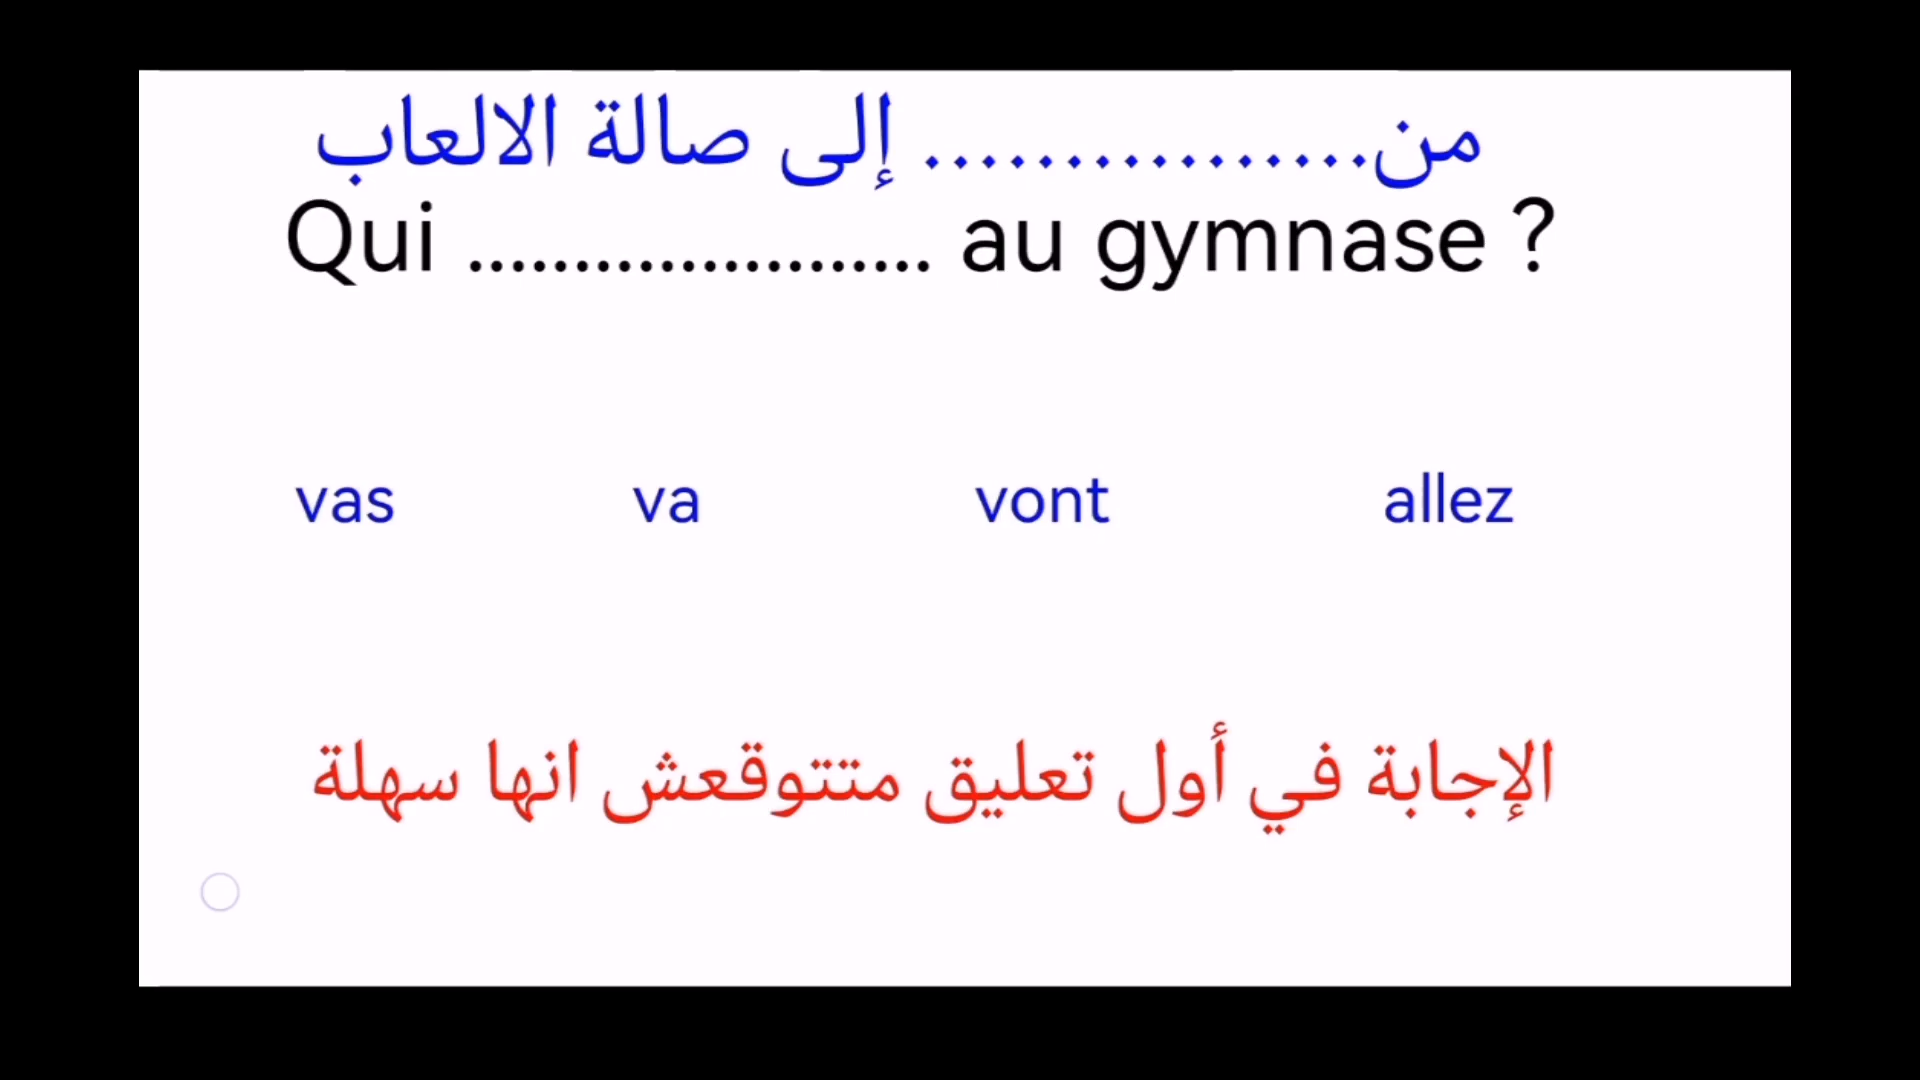 من................. إلى صالة الالعاب
Qui ...................... au gymnase ?
vas va vont allez
الإجابة في أول تعليق متتوقعش انها سهلة